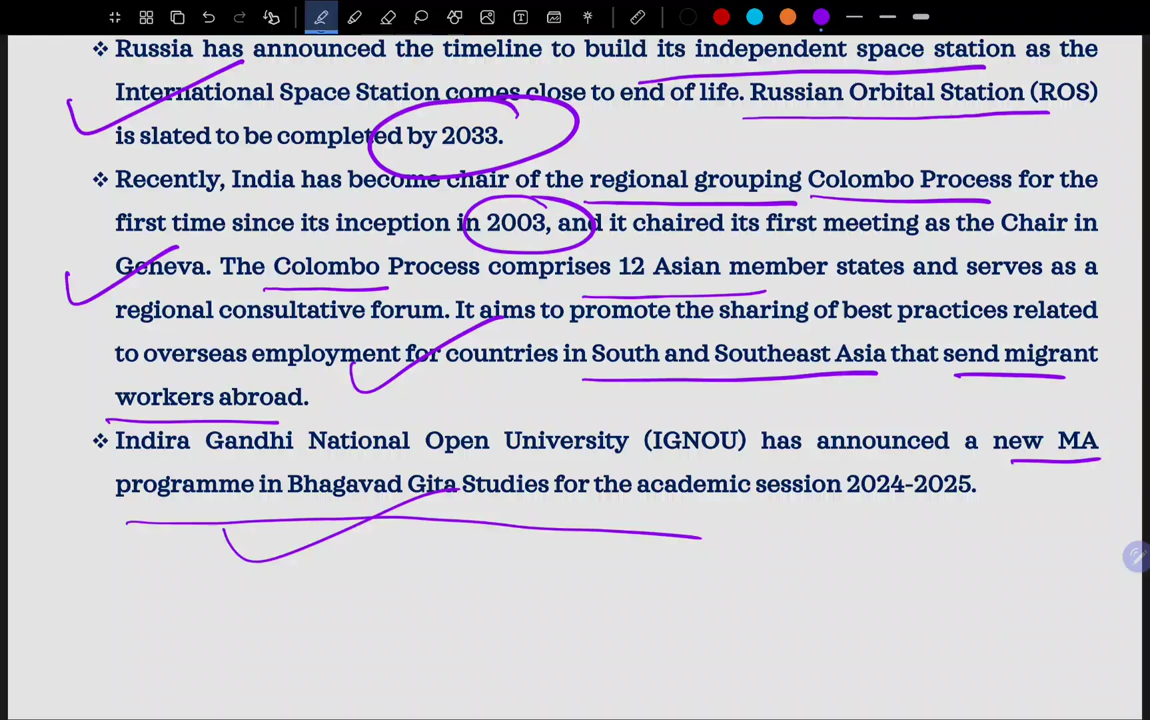 ❖ Russia has announced the timeline to build its independent space station as the
International Space Station comes close to end of life. Russian Orbital Station (ROS)
is slated to be completed by 2033.
❖ Recently, India has become chair of the regional grouping Colombo Process for the
first time since its inception in 2003, and it chaired its first meeting as the Chair in
Geneva. The Colombo Process comprises 12 Asian member states and serves as a
regional consultative forum. It aims to promote the sharing of best practices related
to overseas employment for countries in South and Southeast Asia that send migrant
workers abroad.
❖ Indira Gandhi National Open University (IGNOU) has announced a new MA
programme in Bhagavad Gita Studies for the academic session 2024-2025.